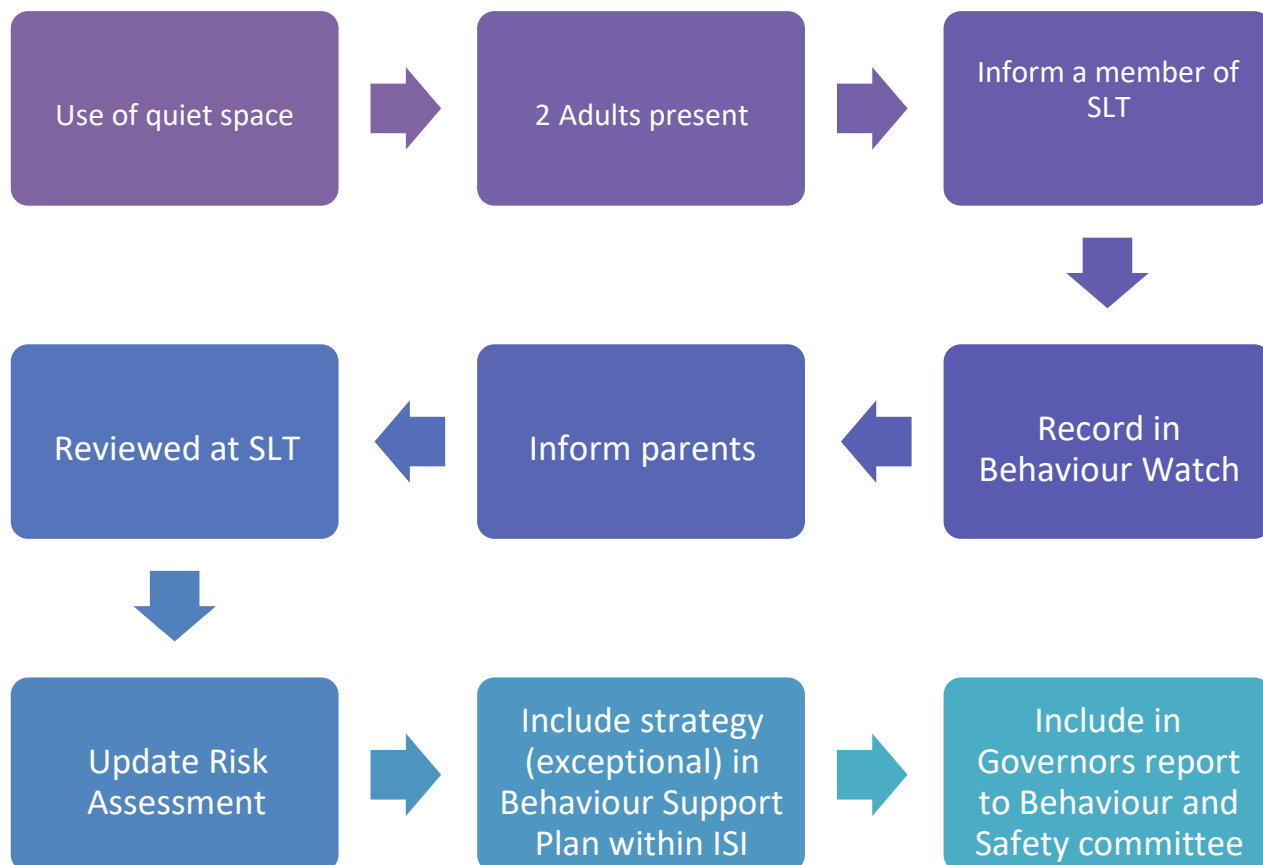 Use of quiet space
2 Adults present
Inform a member of
SLT
Record in
Behaviour Watch
Inform parents
Reviewed at SLT
Update Risk
Assessment
Include strategy
(exceptional) in
Behaviour Support
Plan within ISI
Include in
Governors report
to Behaviour and
Safety committee